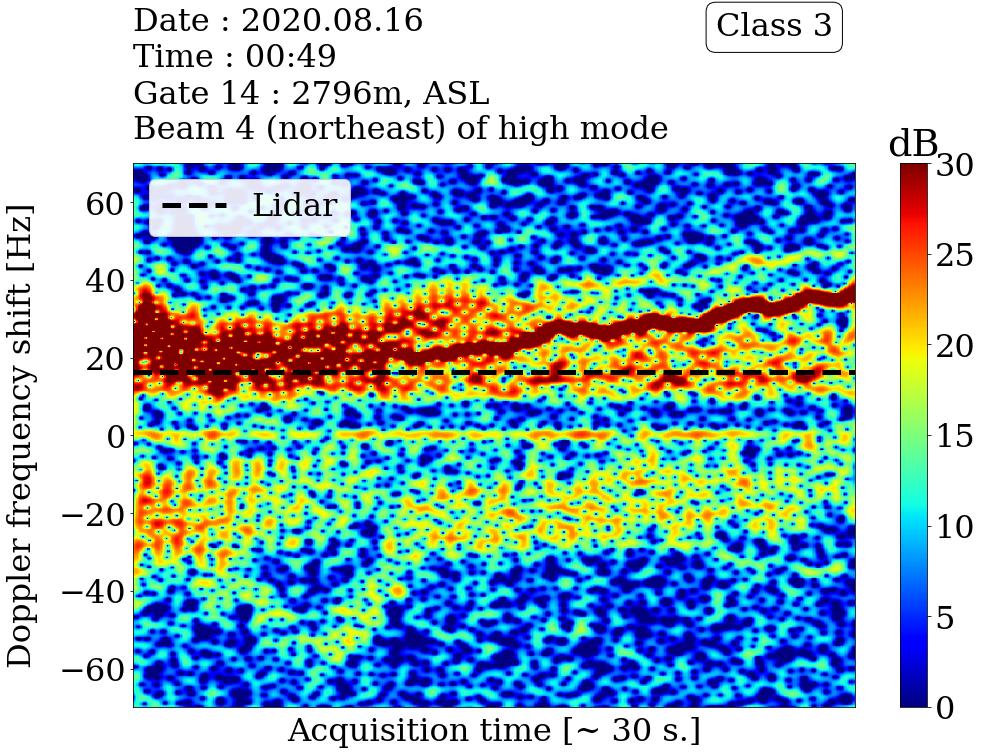 Date : 2020.08.16
Time : 00:49
Gate 14 : 2796m, ASL
Beam 4 (northeast) of high mode
Class 3
dB
Lidar
Doppler frequency shift [Hz]
60
40
20
0
−20
−40
−60
30
25
20
15
10
5
0
Acquisition time [~ 30 s.]